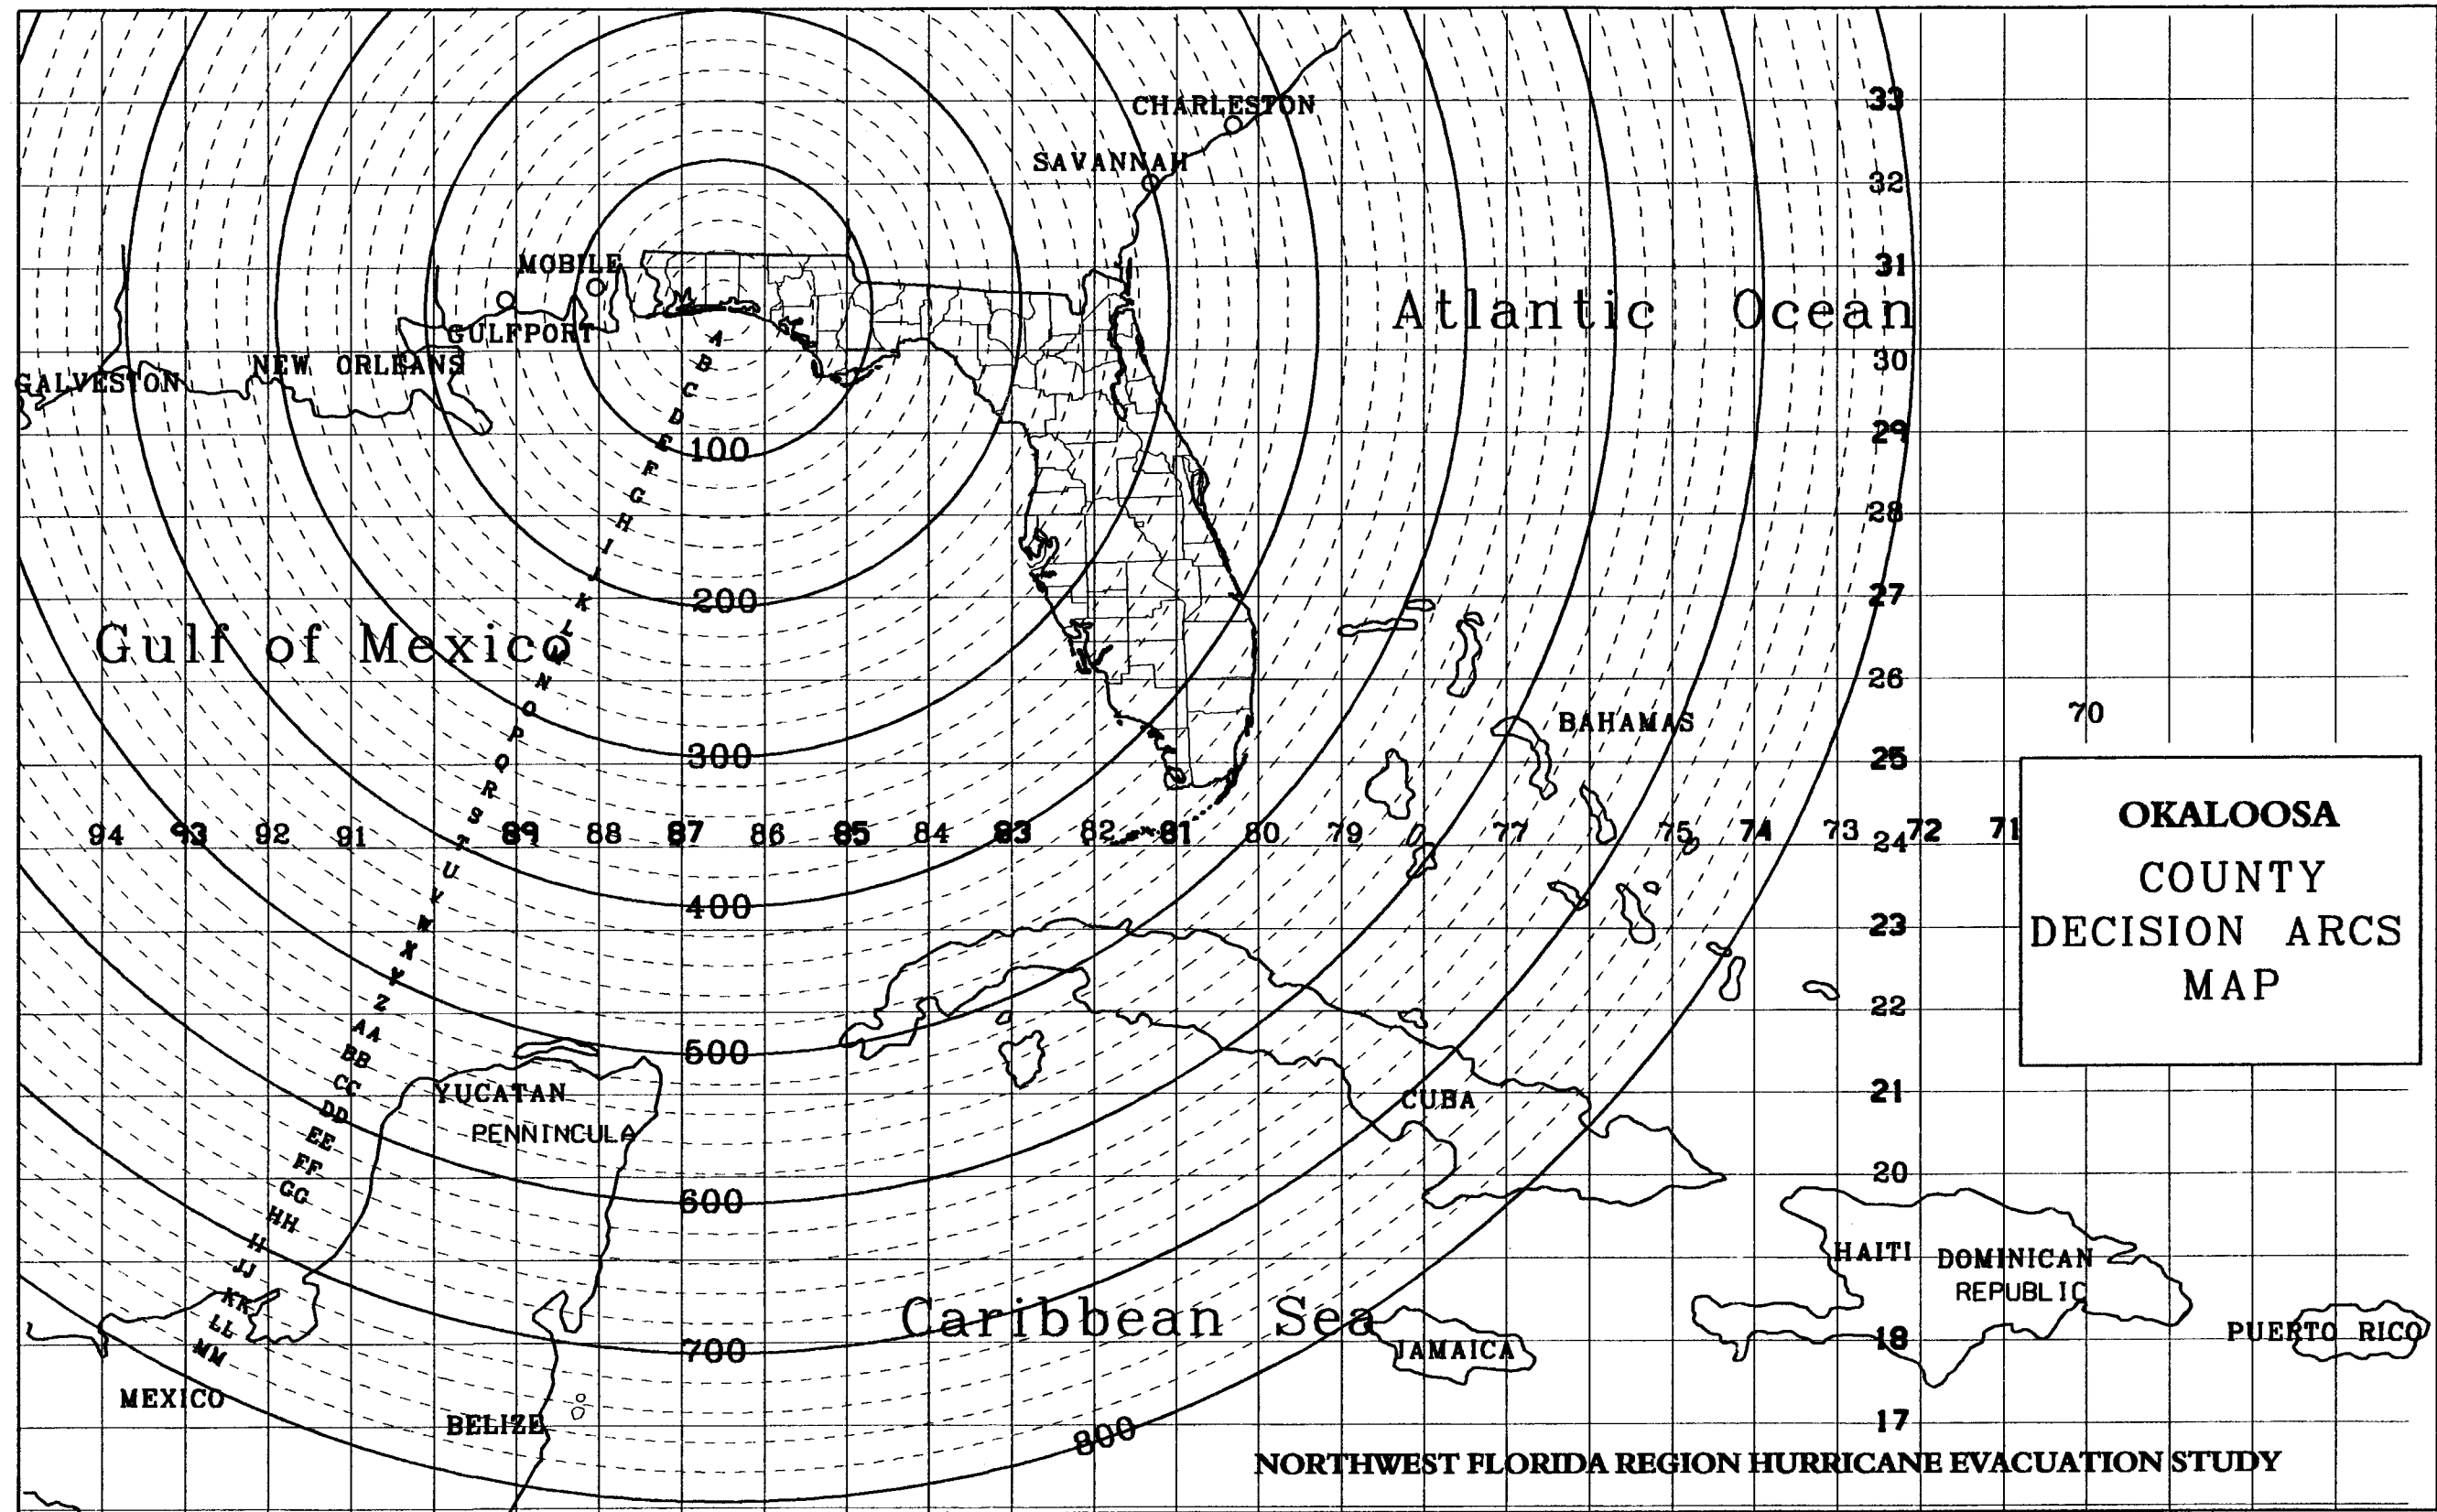 CHARLESTON
33
SAVANNAH
32
MOBILE
31
Atlantic Ocean
GULFPORT
A
30
NEW ORLEANS
B
GALVESTON
C
D
29
E
100
F
G
28
H
I
J
27
200
K
L
Gulf of Mexico
M
26
N
O
70
BAHAMAS
P
300
25
Q
R
S
94 93 92 91 89 88 87 86 85 84 83 82 81 80 79 77 75 74 73 72 71
24
T
OKALOOSA
COUNTY
DECISION ARCS
MAP
U
V
400
W
23
X
Y
Z
22
AA
500
BB
CC
YUCATAN
21
CUBA
DD
PENNINCULA
EE
FF
20
GG
600
HH
II
HAITI
DOMINICAN
REPUBLIC
JJ
KK
Caribbean Sea
LL
18
PUERTO RICO
MM
700
JAMAICA
MEXICO
BELIZE
17
800
NORTHWEST FLORIDA REGION HURRICANE EVACUATION STUDY